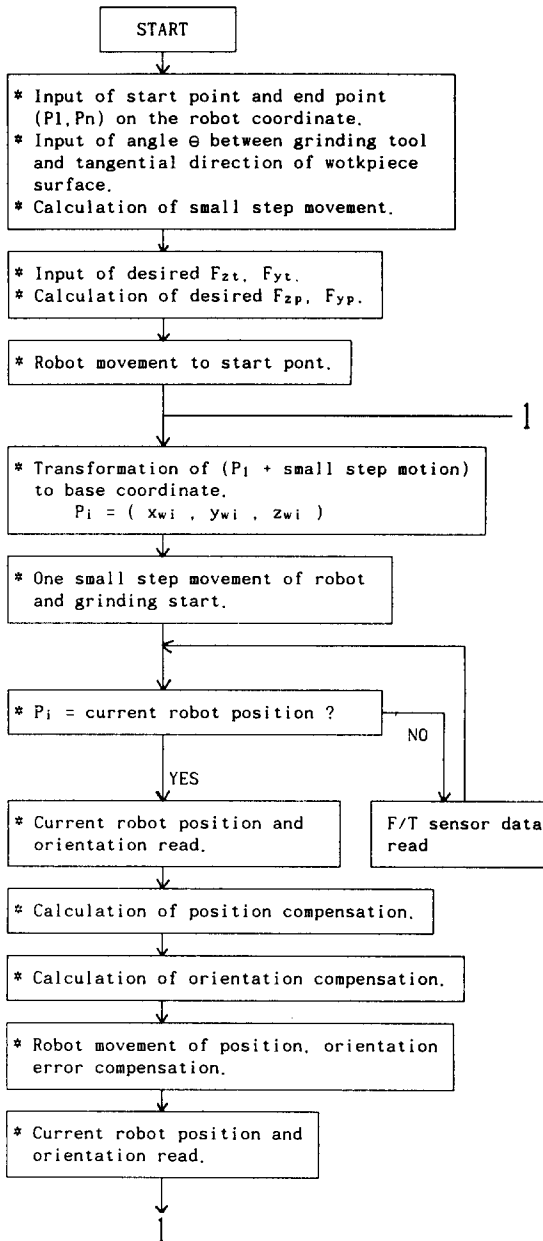 START
* Input of start point and end point
(P1,Pn) on the robot coordinate.
* Input of angle θ between grinding tool
and tangential direction of wotkpiece
surface.
* Calculation of small step movement.
* Input of desired Fzt, Fyt.
* Calculation of desired Fzp, Fyp.
* Robot movement to start pont.
1
* Transformation of (P1 + small step motion)
to base coordinate.
Pi = ( xwi , ywi , zwi )
* One small step movement of robot
and grinding start.
* Pi = current robot position ?
NO
YES
* Current robot position and
orientation read.
F/T sensor data
read
* Calculation of position compensation.
* Calculation of orientation compensation.
* Robot movement of position, orientation
error compensation.
* Current robot position and
orientation read.
1